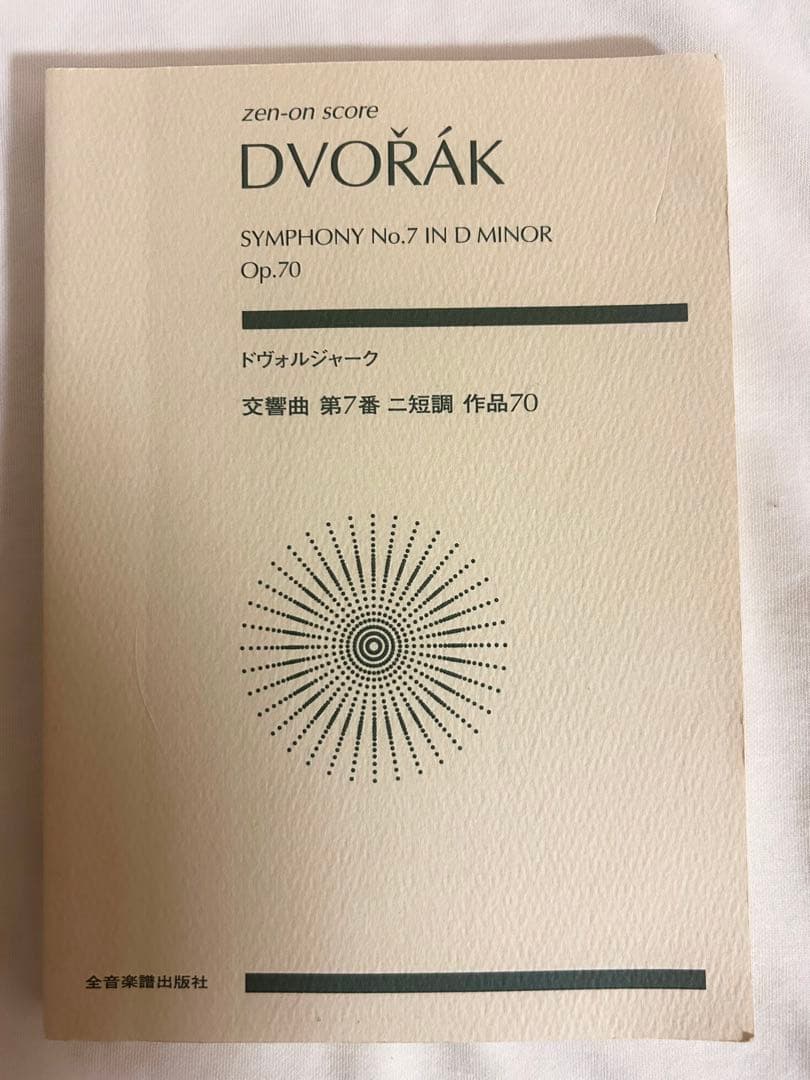 zen-on score
DVOŘÁK
SYMPHONY No.7 IN D MINOR
Op.70
ドヴォルジャーク
交響曲 第7番 ニ短調 作品70
全音楽譜出版社